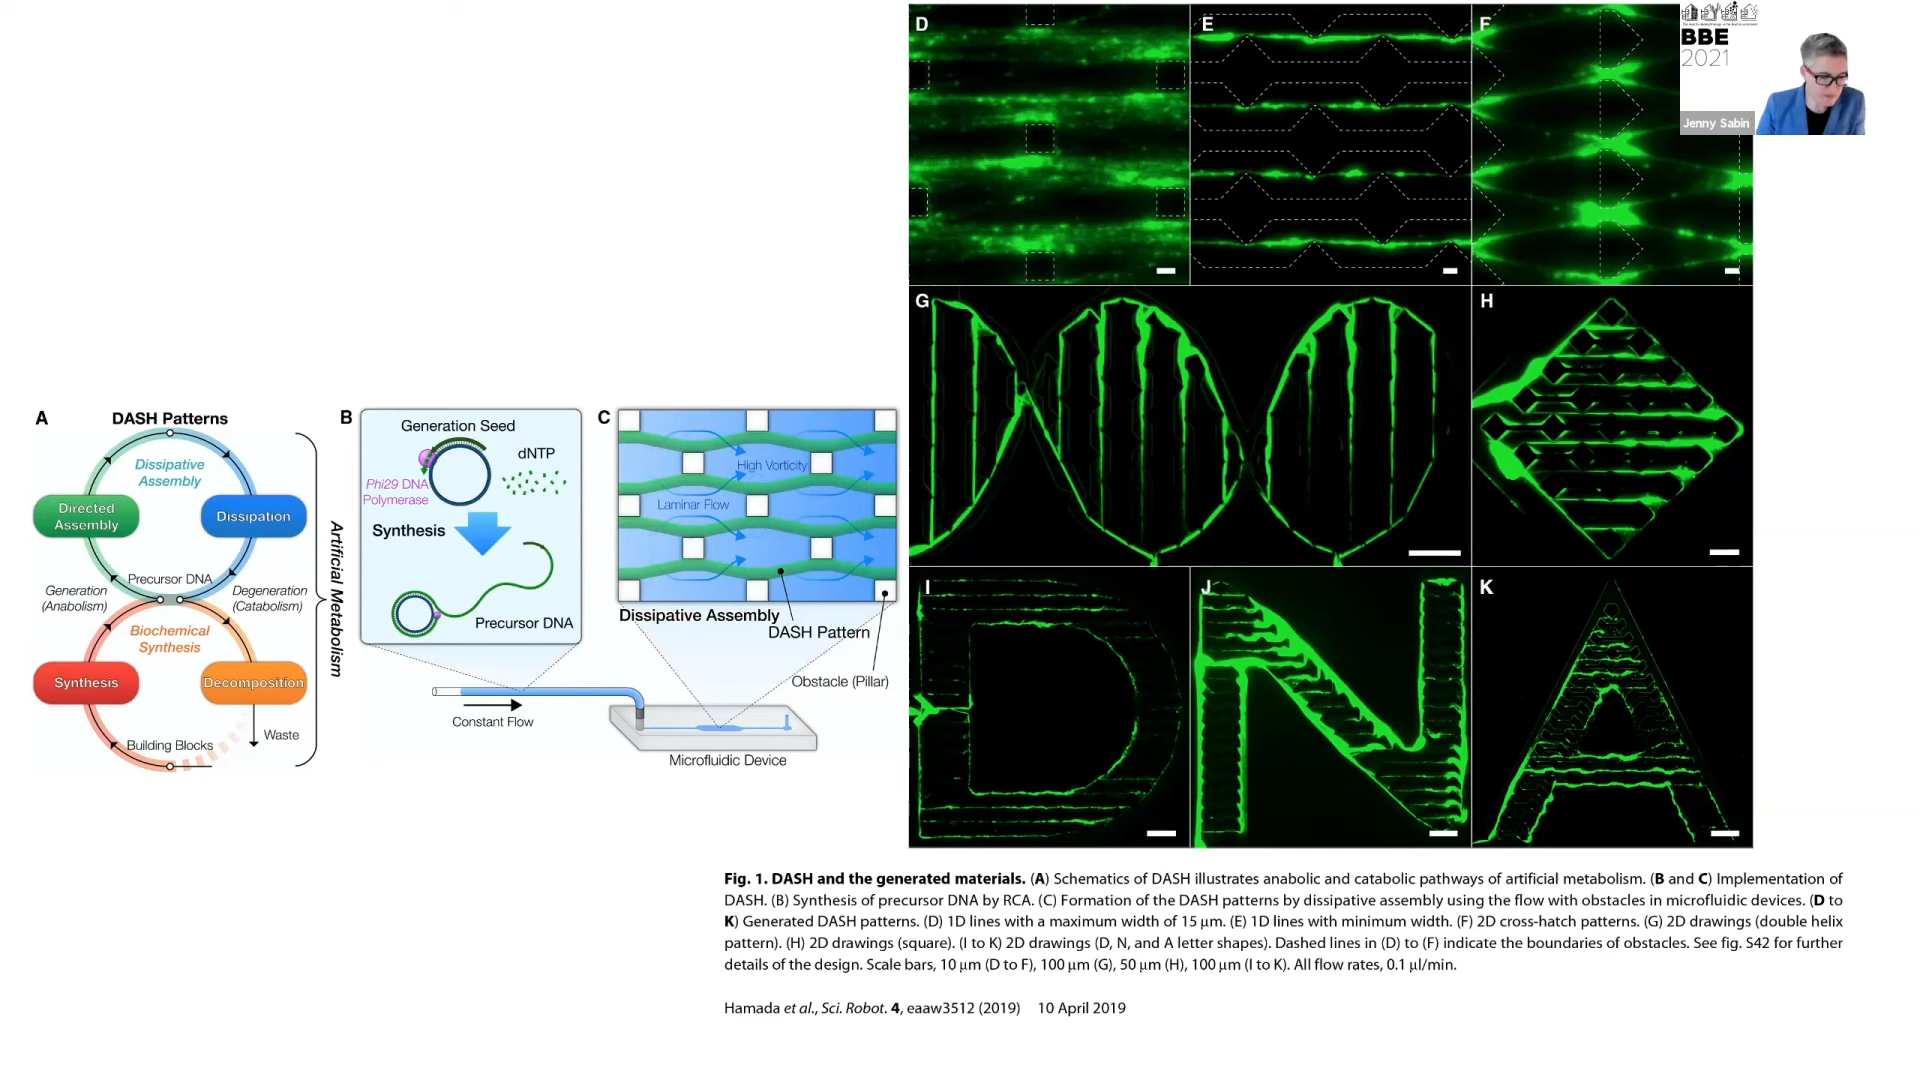 A
DASH Patterns
Dissipative
Assembly
Directed
Assembly
Dissipation
Precursor DNA
Generation
(Anabolism)
Degeneration
(Catabolism)
Biochemical
Synthesis
Synthesis
Decomposition
Building Blocks
Waste
Artificial Metabolism
B
Generation Seed
dNTP
Phi29 DNA
Polymerase
Synthesis
Precursor DNA
Constant Flow
C
High Vorticity
Laminar Flow
Dissipative Assembly
DASH Pattern
Obstacle (Pillar)
Microfluidic Device
D
E
F
G
H
I
J
K
BBE
2021
Jenny Sabin
Fig. 1. DASH and the generated materials. (A) Schematics of DASH illustrates anabolic and catabolic pathways of artificial metabolism. (B and C) Implementation of
DASH. (B) Synthesis of precursor DNA by RCA. (C) Formation of the DASH patterns by dissipative assembly using the flow with obstacles in microfluidic devices. (D to
K) Generated DASH patterns. (D) 1D lines with a maximum width of 15 μm. (E) 1D lines with minimum width. (F) 2D cross-hatch patterns. (G) 2D drawings (double helix
pattern). (H) 2D drawings (square). (I to K) 2D drawings (D, N, and A letter shapes). Dashed lines in (D) to (F) indicate the boundaries of obstacles. See fig. S42 for further
details of the design. Scale bars, 10 μm (D to F), 100 μm (G), 50 μm (H), 100 μm (I to K). All flow rates, 0.1 μl/min.
Hamada et al., Sci. Robot. 4, eaaw3512 (2019) 10 April 2019